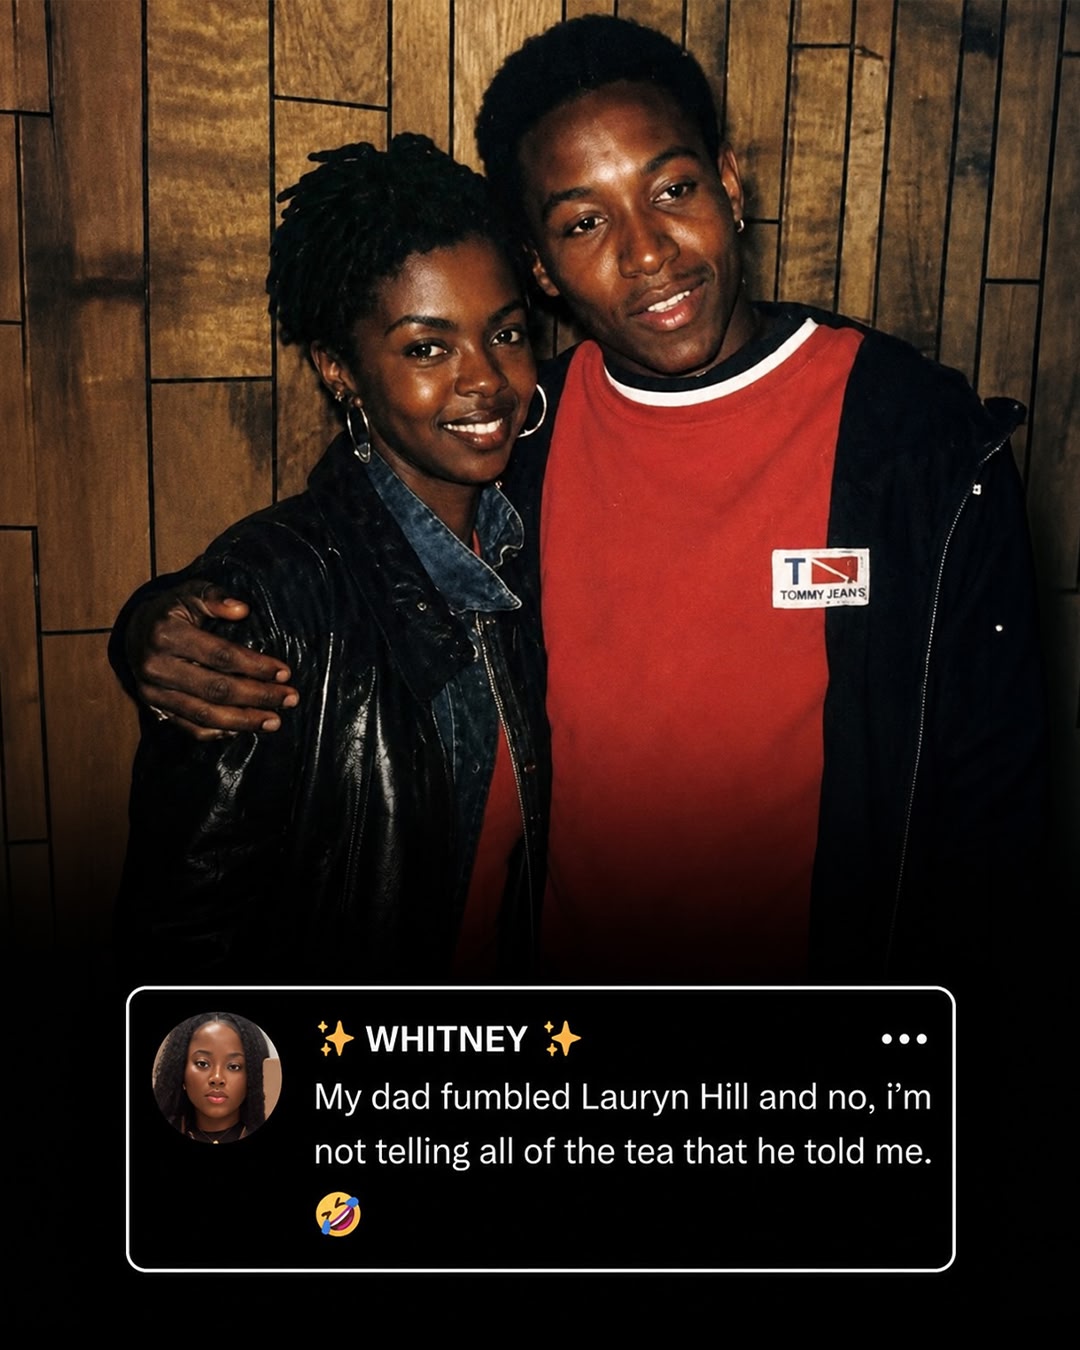 T
TOMMY JEANS
✨ WHITNEY ✨
My dad fumbled Lauryn Hill and no, i’m
not telling all of the tea that he told me.
🤣